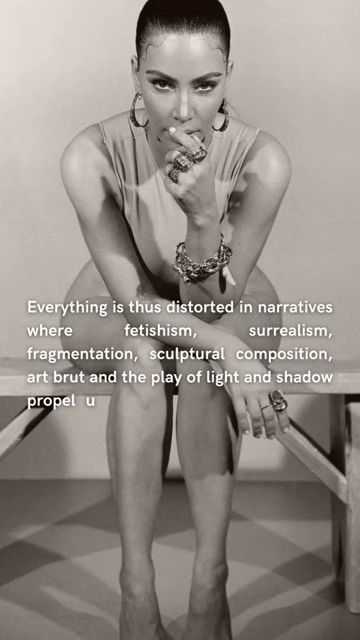 Everything is thus distorted in narratives
where fetishism, surrealism,
fragmentation, sculptural composition,
art brut and the play of light and shadow
propel u